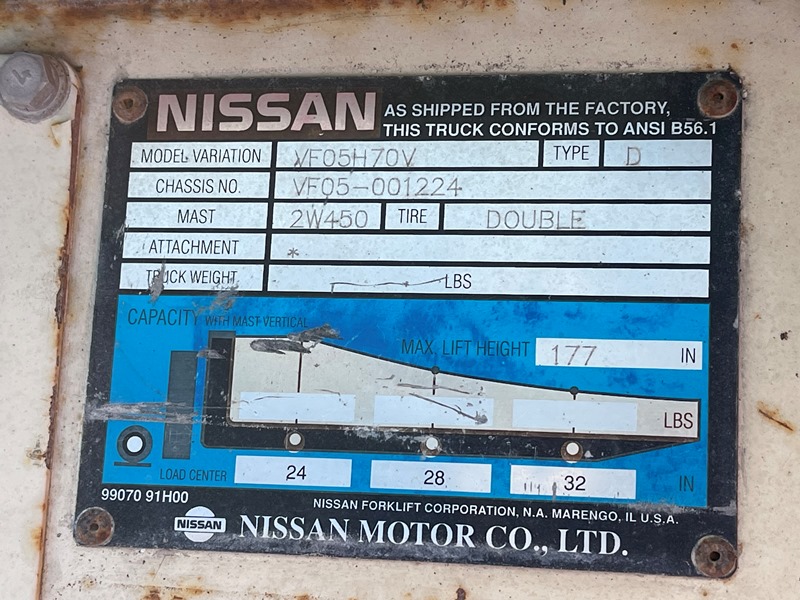 NISSAN AS SHIPPED FROM THE FACTORY,
THIS TRUCK CONFORMS TO ANSI B56.1
MODEL VARIATION VF05H70V TYPE D
CHASSIS NO. VF05-001224
MAST 2W450 TIRE DOUBLE
ATTACHMENT *
TRUCK WEIGHT LBS
CAPACITY WITH MAST VERTICAL
MAX. LIFT HEIGHT 177 IN
LBS
LOAD CENTER 24 28 32 IN
99070 91H00
NISSAN FORKLIFT CORPORATION, N.A. MARENGO, IL U.S.A.
NISSAN NISSAN MOTOR CO., LTD.